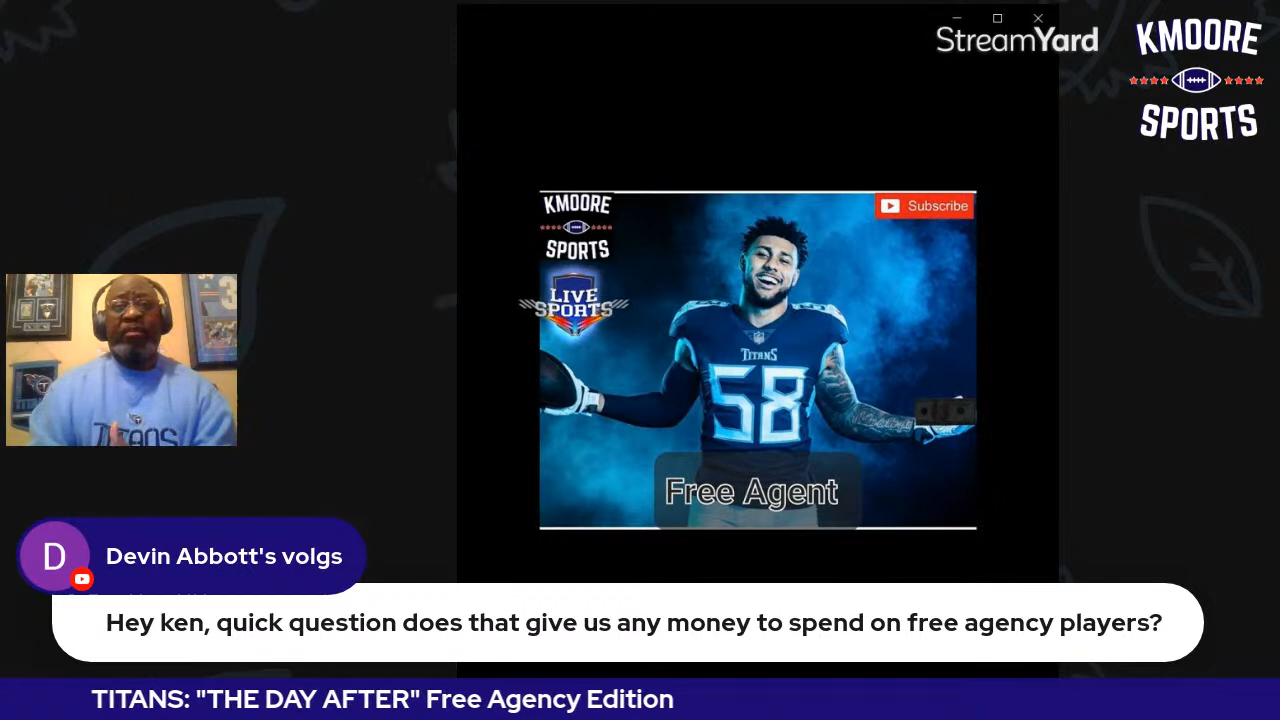 StreamYard
KMOORE
SPORTS
KMOORE
SPORTS
LIVE
SPORTS
Subscribe
TITANS
58
Free Agent
TITANS
D
Devin Abbott's volgs
Hey ken, quick question does that give us any money to spend on free agency players?
TITANS: "THE DAY AFTER" Free Agency Edition